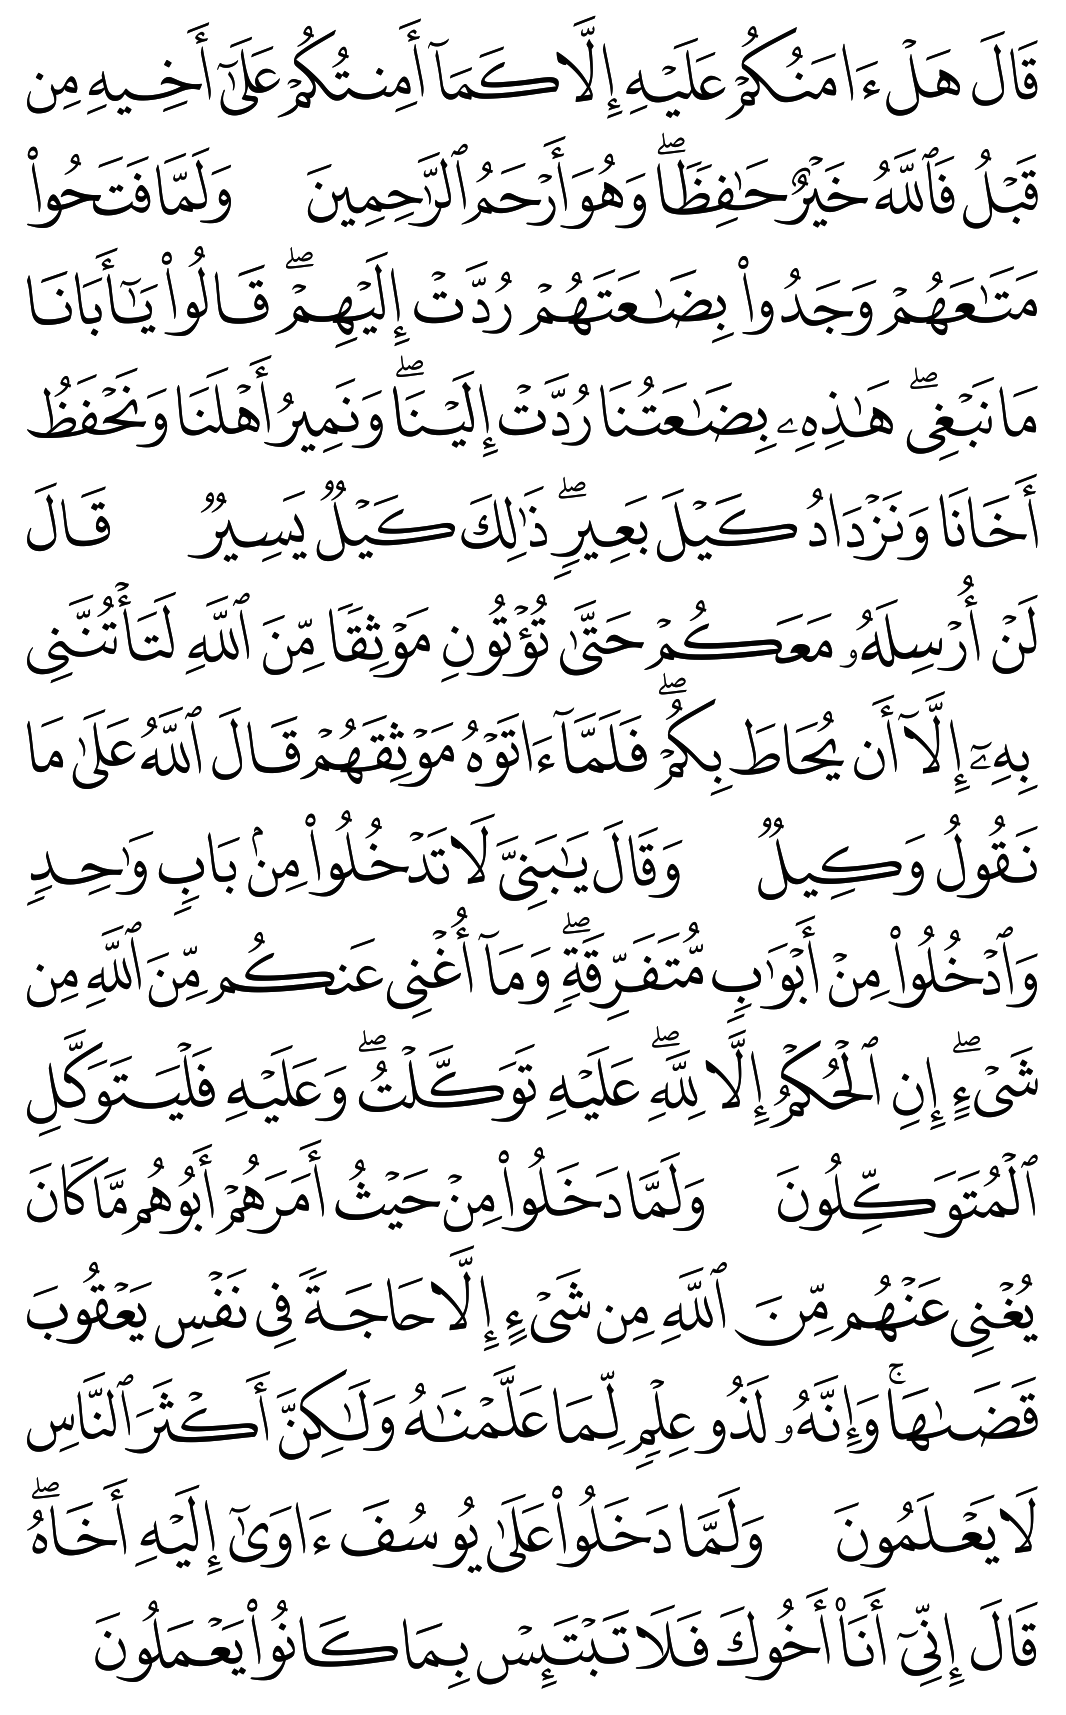 قَالَ هَلْ ءَامَنُكُمْ عَلَيْهِ إِلَّا كَمَآ أَمِنتُكُمْ عَلَىٰٓ أَخِيهِ مِن
قَبْلُ فَٱللَّهُ خَيْرٌ حَـٰفِظًاۖ وَهُوَ أَرْحَمُ ٱلرَّٰحِمِينَ وَلَمَّا فَتَحُوا۟
مَتَـٰعَهُمْ وَجَدُوا۟ بِضَـٰعَتَهُمْ رُدَّتْ إِلَيْهِمْۖ قَالُوا۟ يَـٰٓأَبَانَا
مَا نَبْغِىۖ هَـٰذِهِۦ بِضَـٰعَتُنَا رُدَّتْ إِلَيْنَاۖ وَنَمِيرُ أَهْلَنَا وَنَحْفَظُ
أَخَانَا وَنَزْدَادُ كَيْلَ بَعِيرٍۖ ذَٰلِكَ كَيْلٌ يَسِيرٌ قَالَ
لَنْ أُرْسِلَهُۥ مَعَكُمْ حَتَّىٰ تُؤْتُونِ مَوْثِقًا مِّنَ ٱللَّهِ لَتَأْتُنَّنِى
بِهِۦٓ إِلَّآ أَن يُحَاطَ بِكُمْۖ فَلَمَّآ ءَاتَوْهُ مَوْثِقَهُمْ قَالَ ٱللَّهُ عَلَىٰ مَا
نَقُولُ وَكِيلٌ وَقَالَ يَـٰبَنِىَّ لَا تَدْخُلُوا۟ مِنۢ بَابٍ وَٰحِدٍ
وَٱدْخُلُوا۟ مِنْ أَبْوَٰبٍ مُّتَفَرِّقَةٍۖ وَمَآ أُغْنِى عَنكُم مِّنَ ٱللَّهِ مِن
شَىْءٍۖ إِنِ ٱلْحُكْمُ إِلَّا لِلَّهِۖ عَلَيْهِ تَوَكَّلْتُۖ وَعَلَيْهِ فَلْيَتَوَكَّلِ
ٱلْمُتَوَكِّلُونَ وَلَمَّا دَخَلُوا۟ مِنْ حَيْثُ أَمَرَهُمْ أَبُوهُم مَّا كَانَ
يُغْنِى عَنْهُم مِّنَ ٱللَّهِ مِن شَىْءٍ إِلَّا حَاجَةً فِى نَفْسِ يَعْقُوبَ
قَضَىٰهَاۚ وَإِنَّهُۥ لَذُو عِلْمٍ لِّمَا عَلَّمْنَـٰهُ وَلَـٰكِنَّ أَكْثَرَ ٱلنَّاسِ
لَا يَعْلَمُونَ وَلَمَّا دَخَلُوا۟ عَلَىٰ يُوسُفَ ءَاوَىٰٓ إِلَيْهِ أَخَاهُۖ
قَالَ إِنِّىٓ أَنَا۠ أَخُوكَ فَلَا تَبْتَئِسْ بِمَا كَانُوا۟ يَعْمَلُونَ